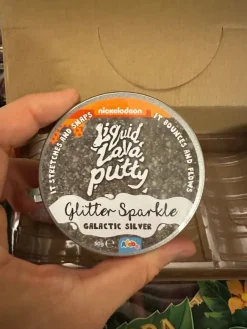 nickelodeon
IT STRETCHES AND SNAPS
Liquid
Lava
putty
IT BOUNCES AND FLOWS
Glitter Sparkle
GALACTIC SILVER